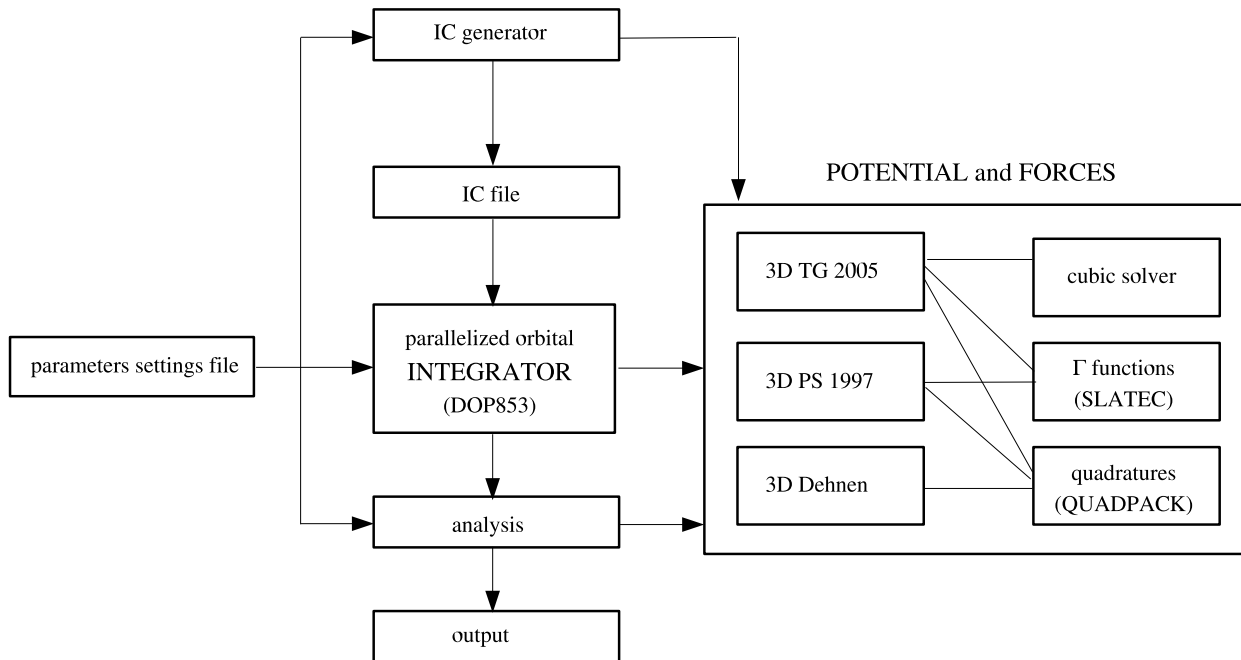 IC generator
IC file
parameters settings file
parallelized orbital
INTEGRATOR
(DOP853)
analysis
output
POTENTIAL and FORCES
3D TG 2005
cubic solver
3D PS 1997
Γ functions
(SLATEC)
3D Dehnen
quadratures
(QUADPACK)